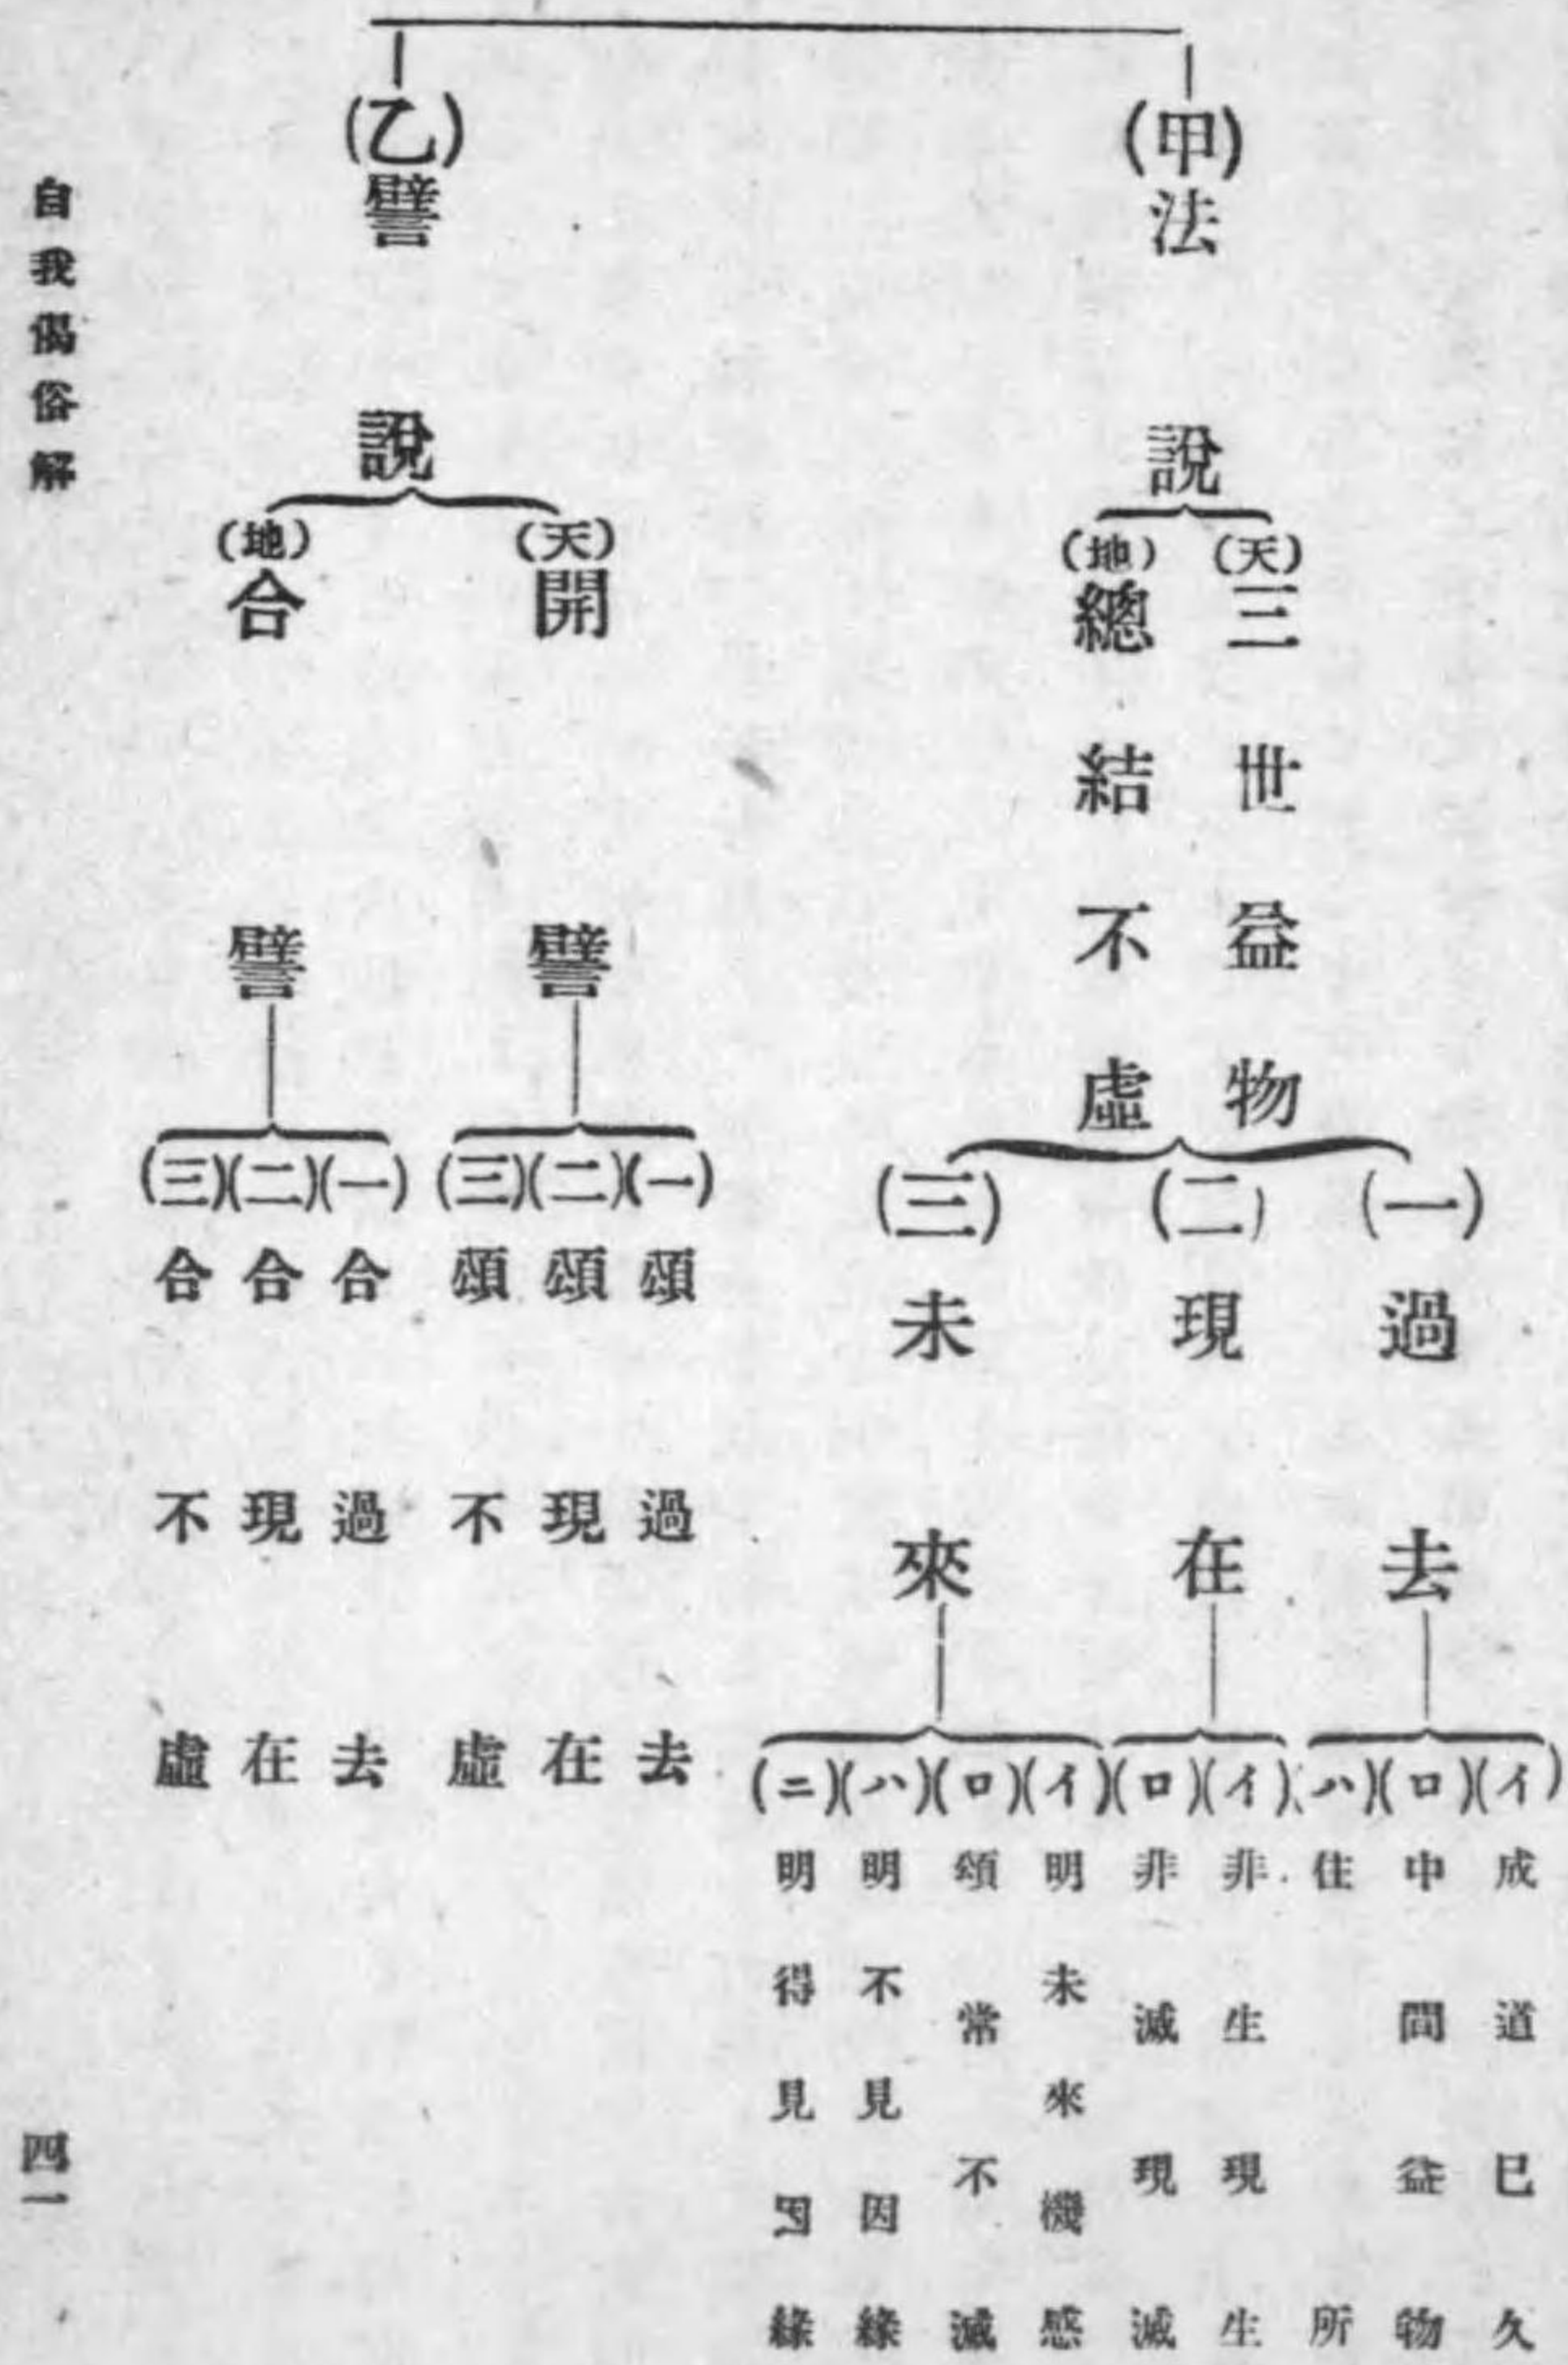 (甲)法說
(天)三世益物
(地)總結不虛
(一)過去
(イ)成道巳久
(ロ)中間益物
(ハ)住所
(二)現在
(イ)非生現生
(ロ)非滅現滅
(三)未來
(イ)明未來機感
(ロ)頌常不滅
(ハ)明不見因緣
(ニ)明得見因緣
(乙)譬說
(天)開譬
(一)頌過去
(二)頌現在
(三)頌不虛
(地)合譬
(一)合過去
(二)合現在
(三)合不虛
自我偈俗解
四一